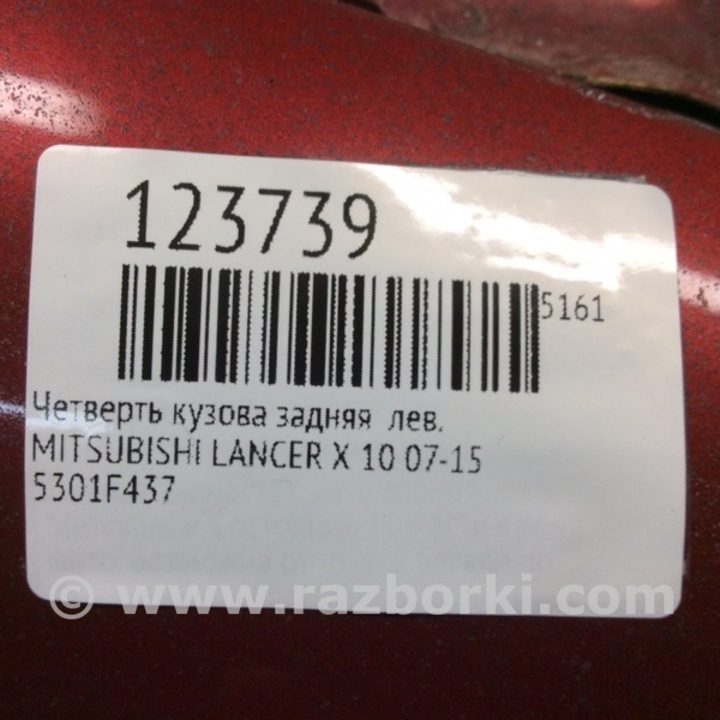 123739
5161
Четверть кузова задняя лев.
MITSUBISHI LANCER X 10 07-15
5301F437
© www.razborki.com